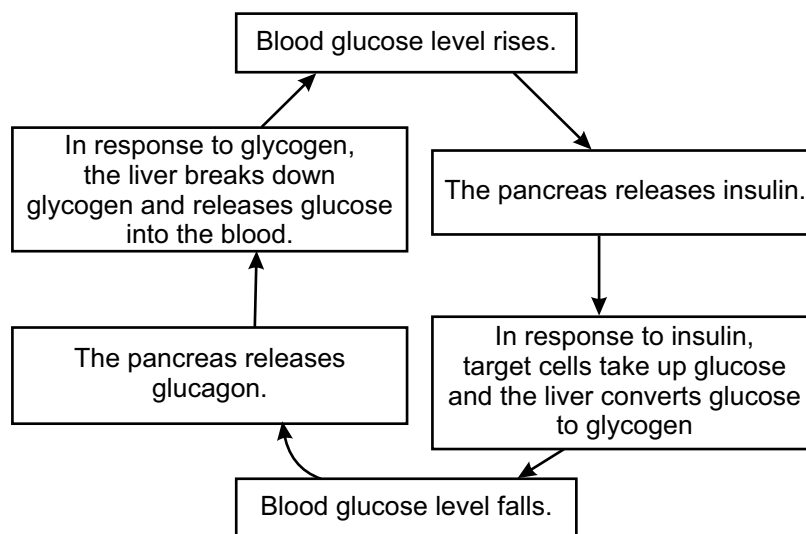 Blood glucose level rises.
The pancreas releases insulin.
In response to insulin,
target cells take up glucose
and the liver converts glucose
to glycogen
Blood glucose level falls.
The pancreas releases
glucagon.
In response to glycogen,
the liver breaks down
glycogen and releases glucose
into the blood.